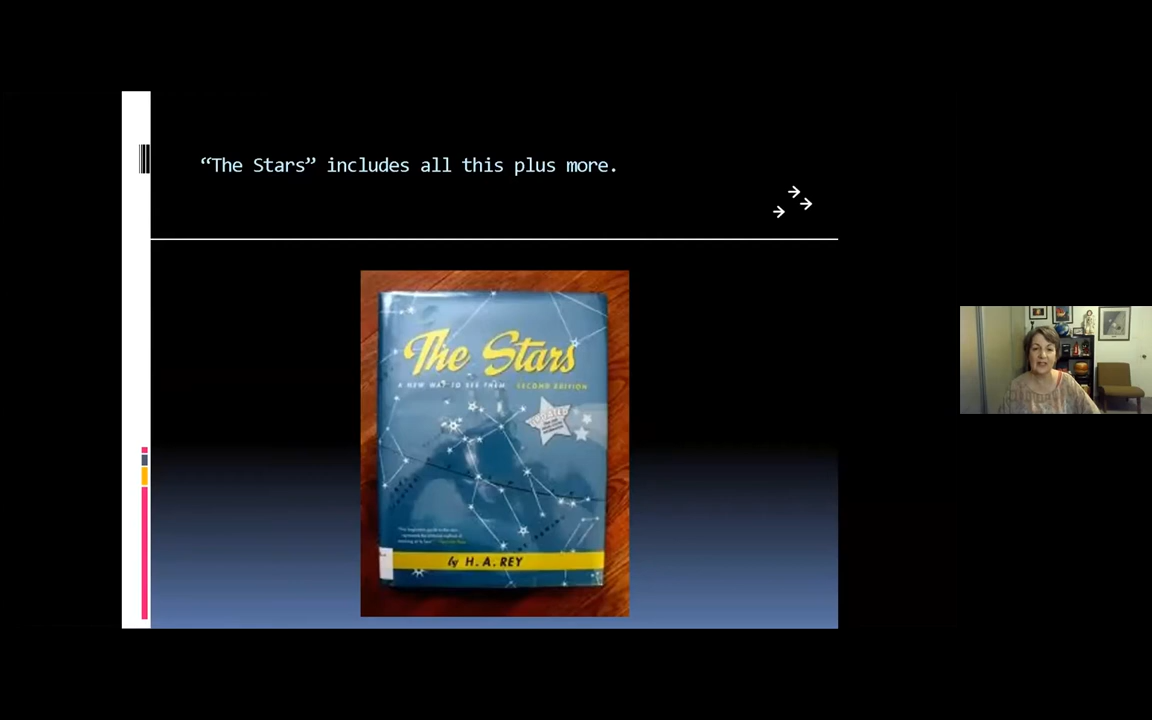 “The Stars” includes all this plus more.
The Stars
A NEW WAY TO SEE THEM SECOND EDITION
by H. A. REY